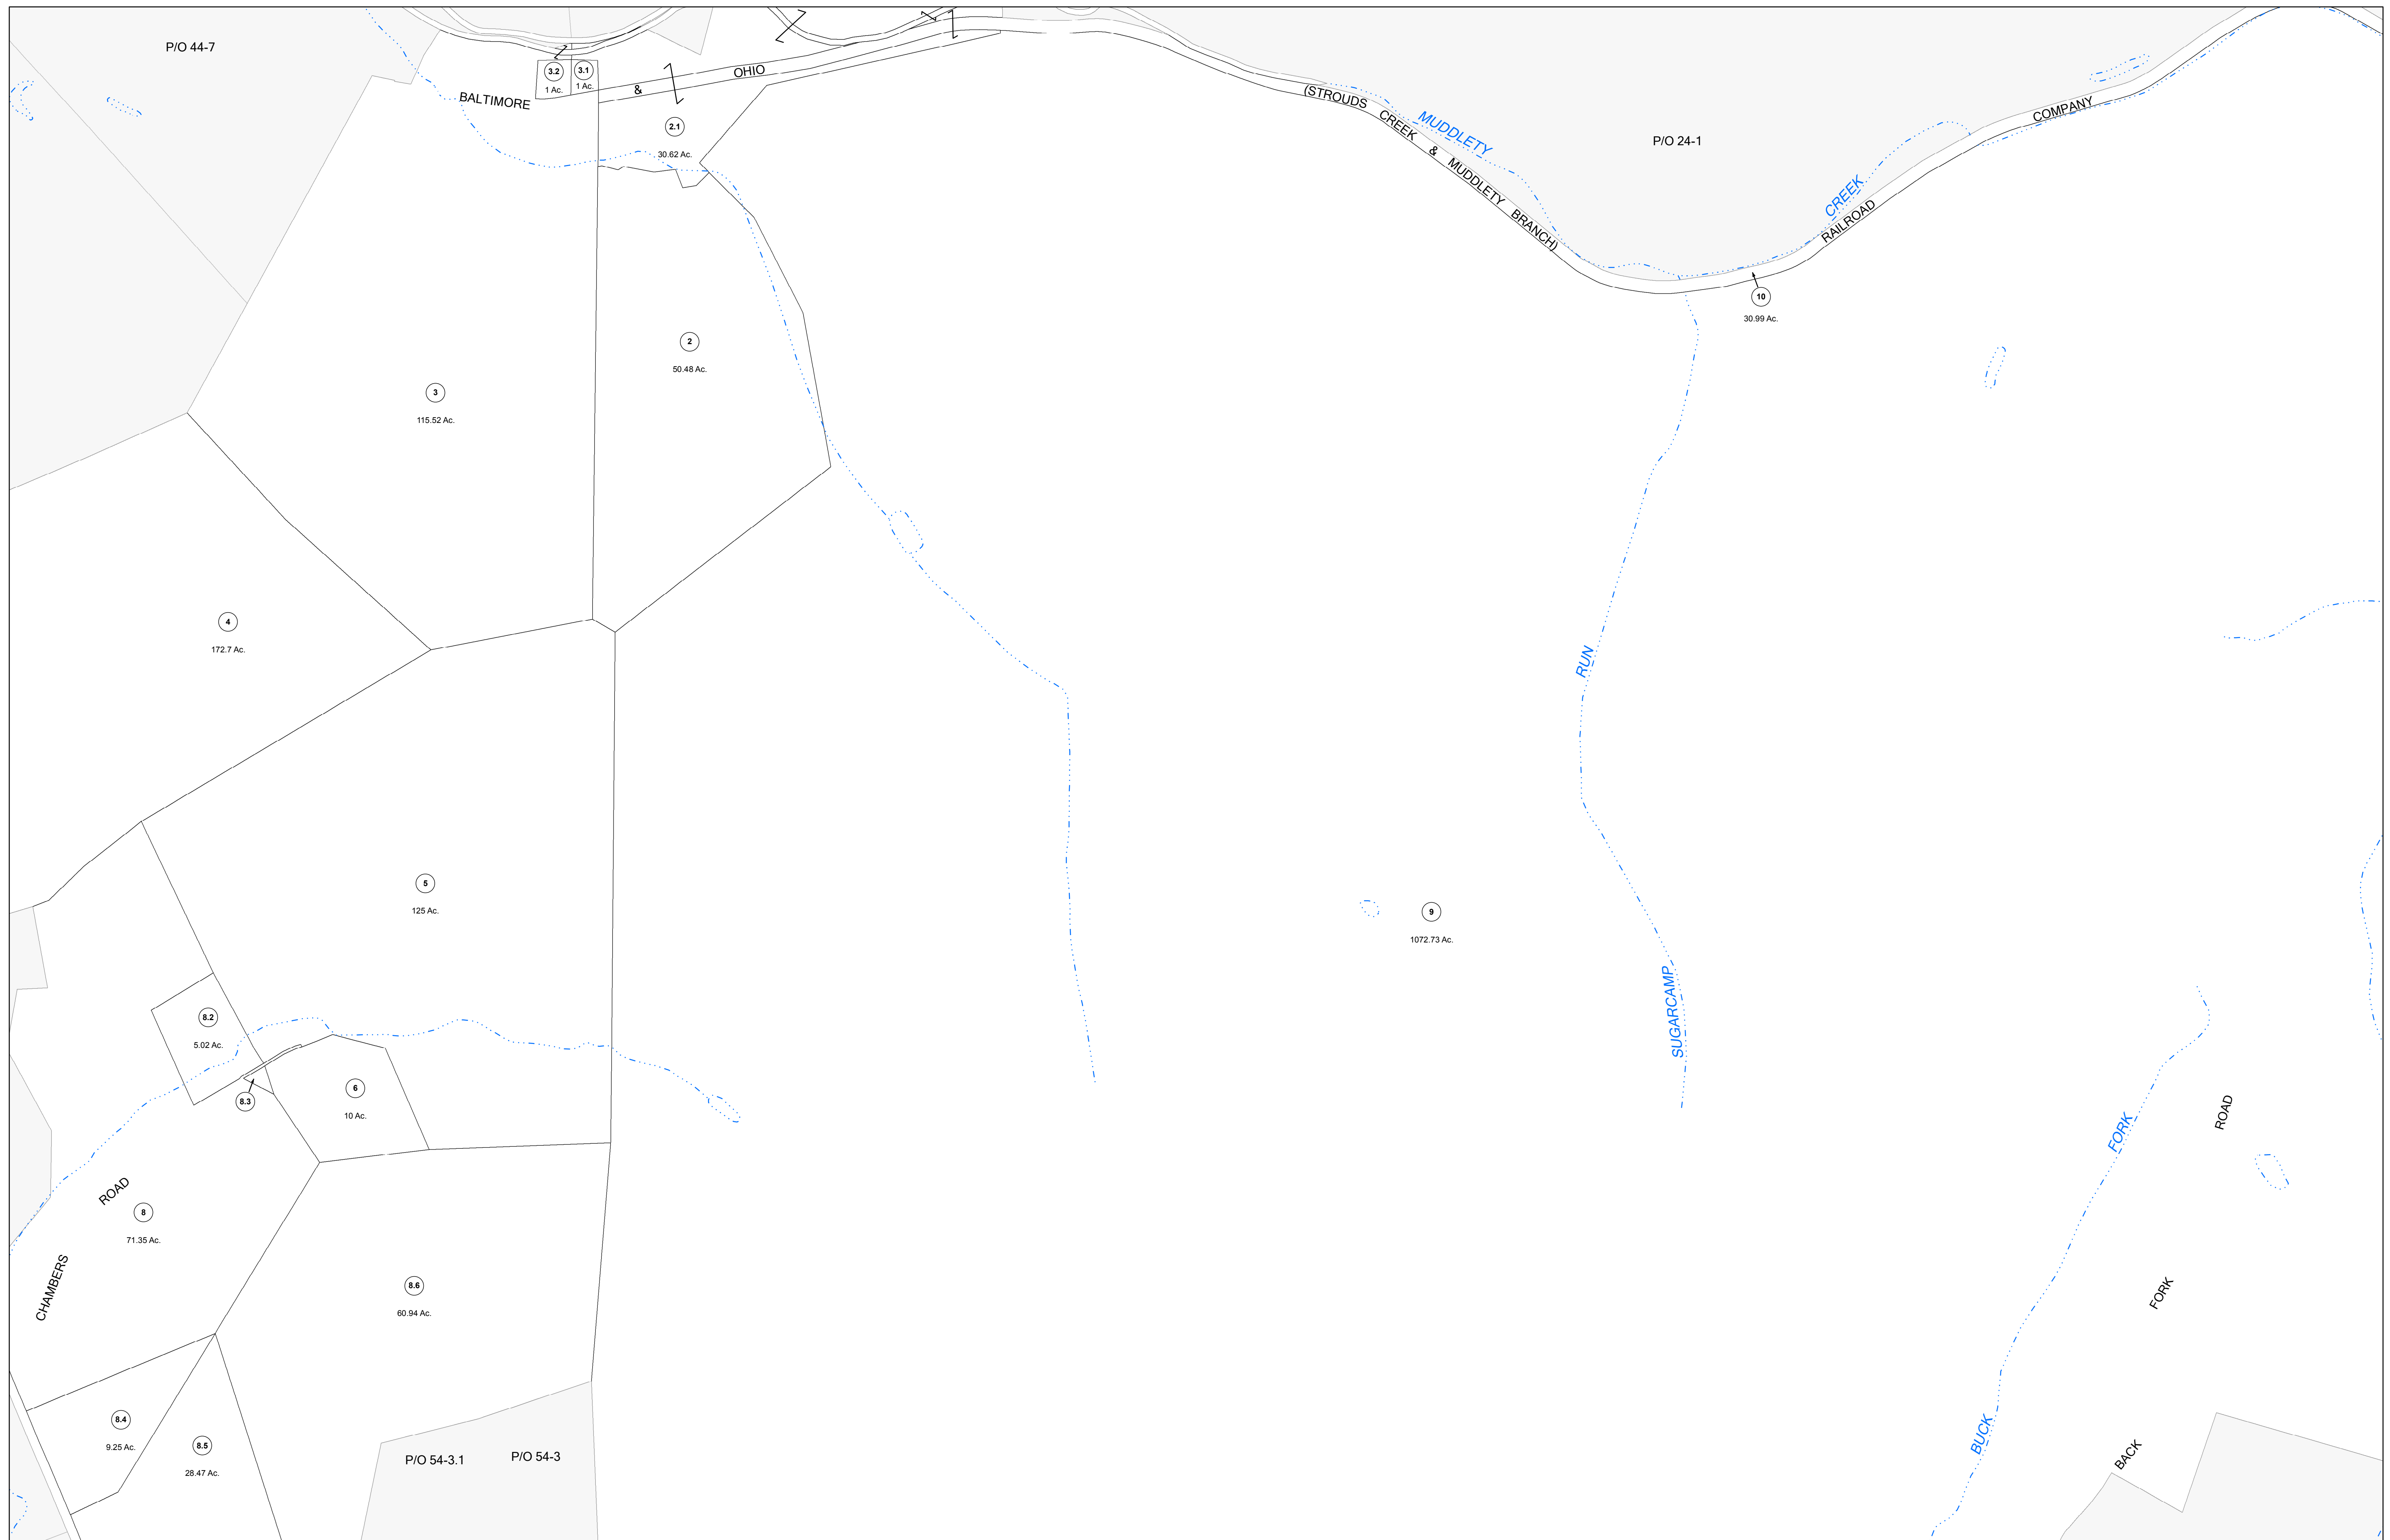 P/O 44-7
3.2
1 Ac.
3.1
1 Ac.
BALTIMORE & OHIO
2.1
30.62 Ac.
(STROUDS CREEK & MUDDLETY BRANCH)
MUDDLETY CREEK
P/O 24-1
RAILROAD COMPANY
10
30.99 Ac.
2
50.48 Ac.
3
115.52 Ac.
4
172.7 Ac.
RUN
5
125 Ac.
9
1072.73 Ac.
SUGARCAMP
8.2
5.02 Ac.
8.3
6
10 Ac.
FORK
ROAD
ROAD
8
71.35 Ac.
CHAMBERS
8.6
60.94 Ac.
FORK
8.4
9.25 Ac.
8.5
28.47 Ac.
P/O 54-3.1
P/O 54-3
BUCK
BACK